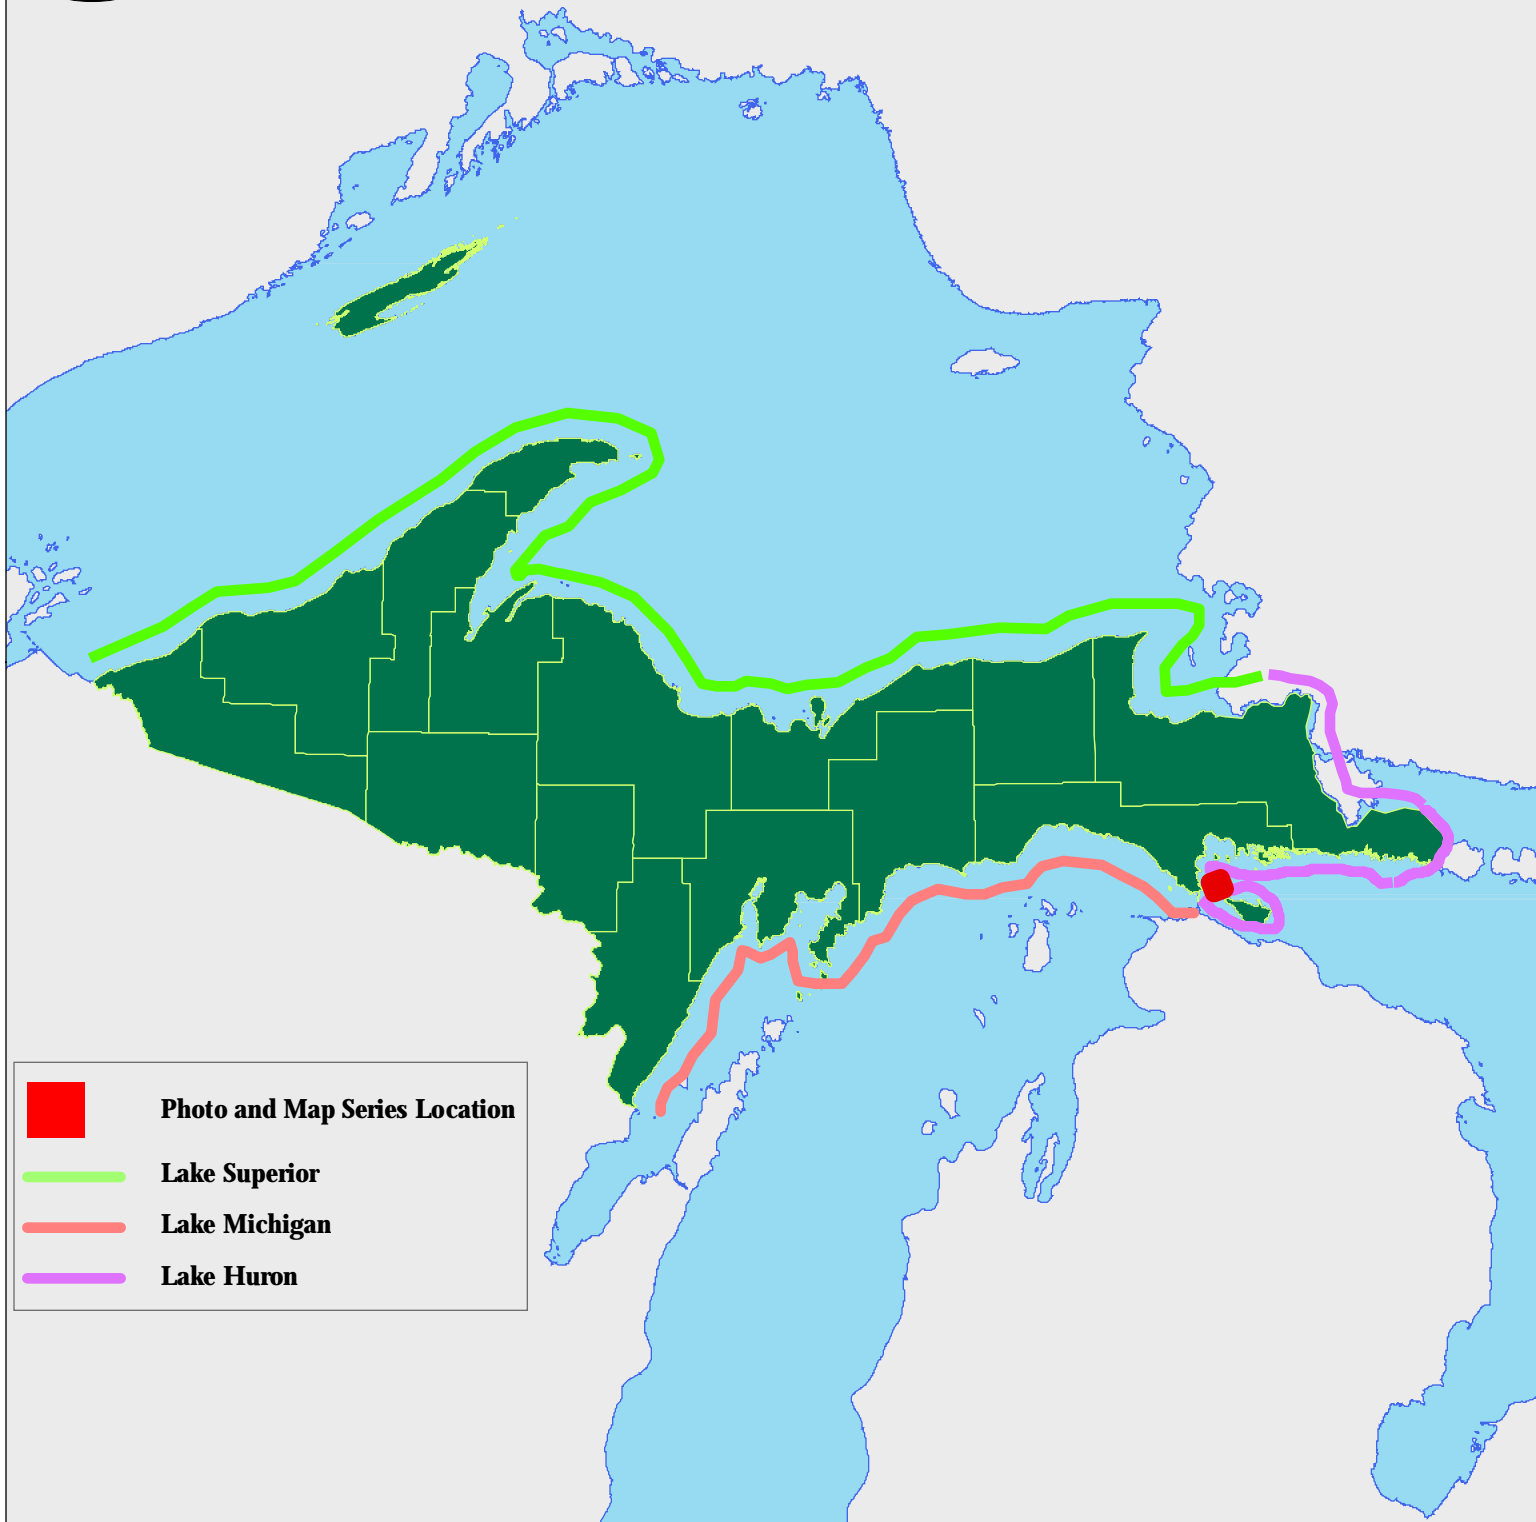 Photo and Map Series Location
Lake Superior
Lake Michigan
Lake Huron